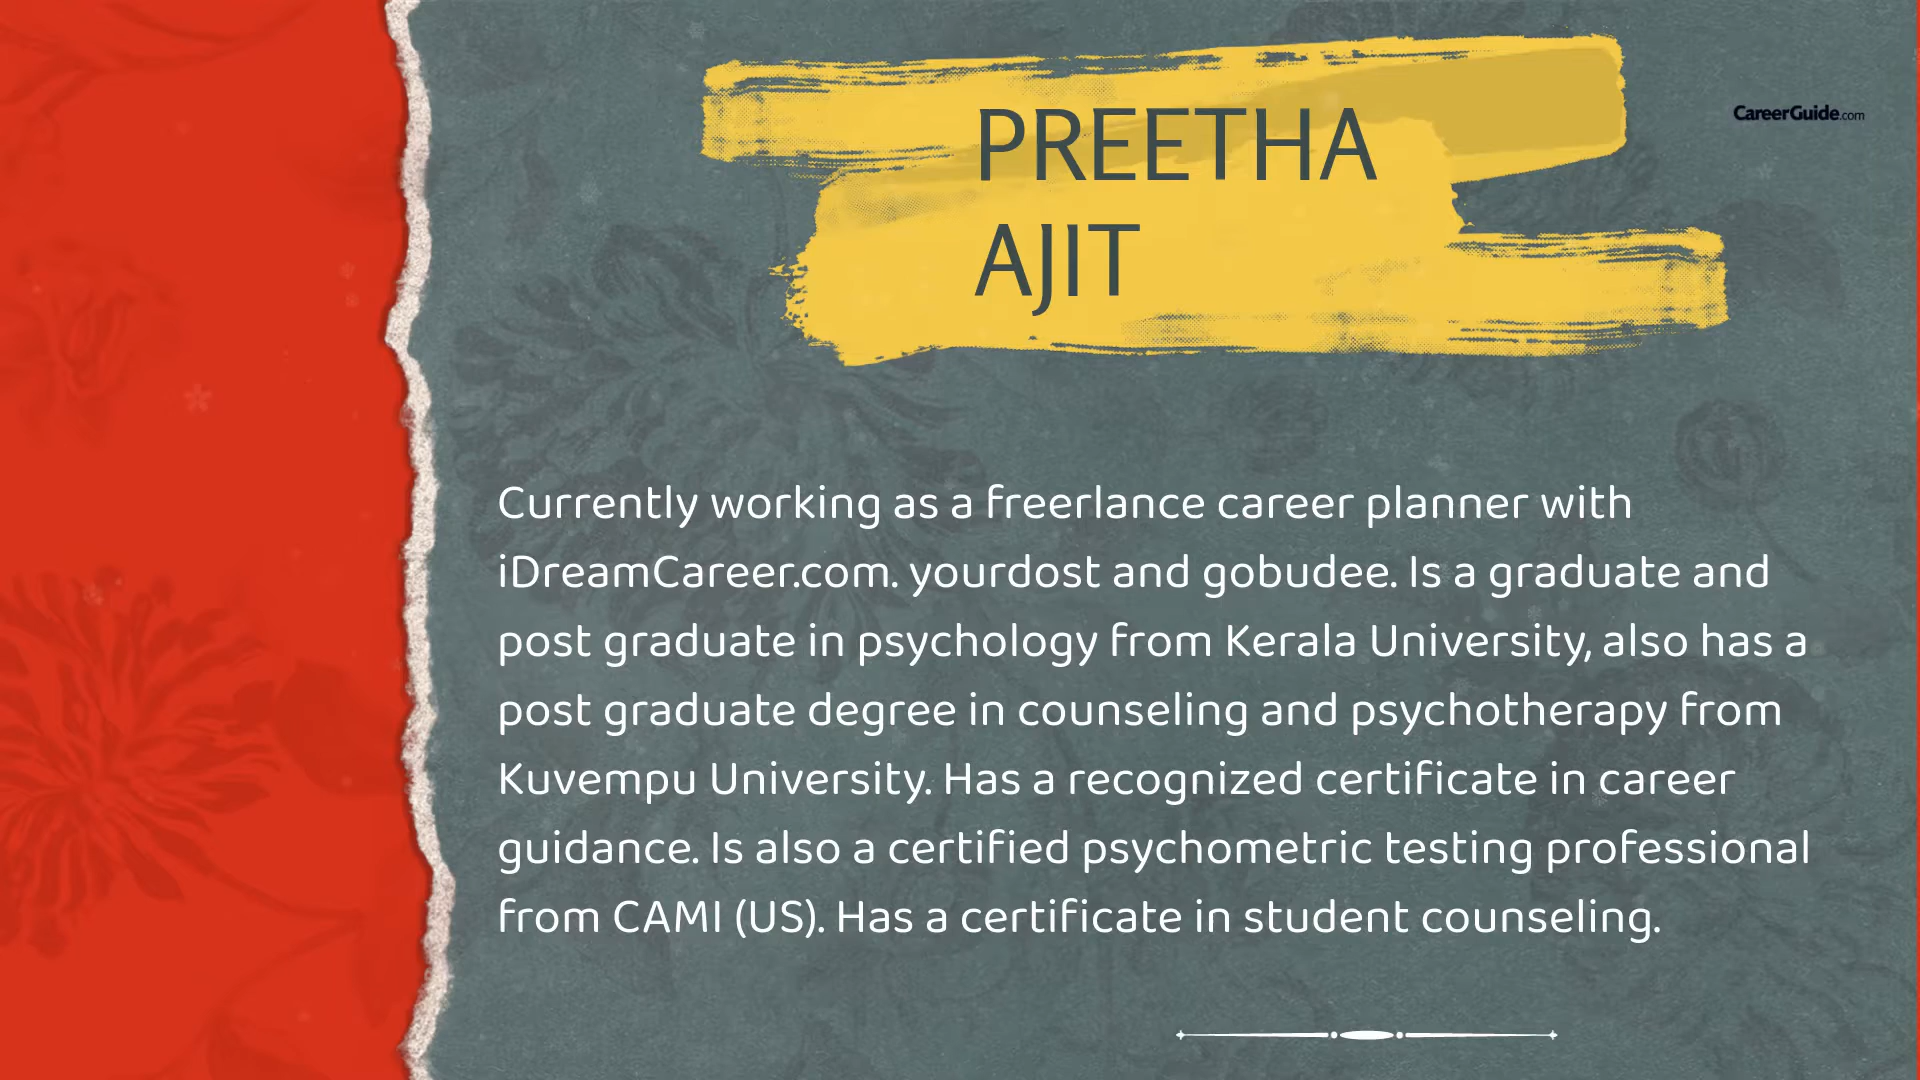 PREETHA
AJIT
CareerGuide.com
Currently working as a freerlance career planner with
iDreamCareer.com. yourdost and gobudee. Is a graduate and
post graduate in psychology from Kerala University, also has a
post graduate degree in counseling and psychotherapy from
Kuvempu University. Has a recognized certificate in career
guidance. Is also a certified psychometric testing professional
from CAMI (US). Has a certificate in student counseling.